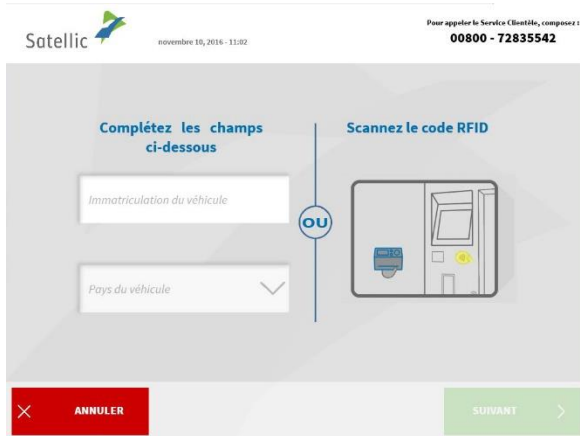 Satellic
novembre 10, 2016 - 11:02
Pour appeler le Service Clientèle, composez :
00800 - 72835542
Complétez les champs
ci-dessous
Immatriculation du véhicule
Pays du véhicule
OU
Scannez le code RFID
ANNULER
SUIVANT